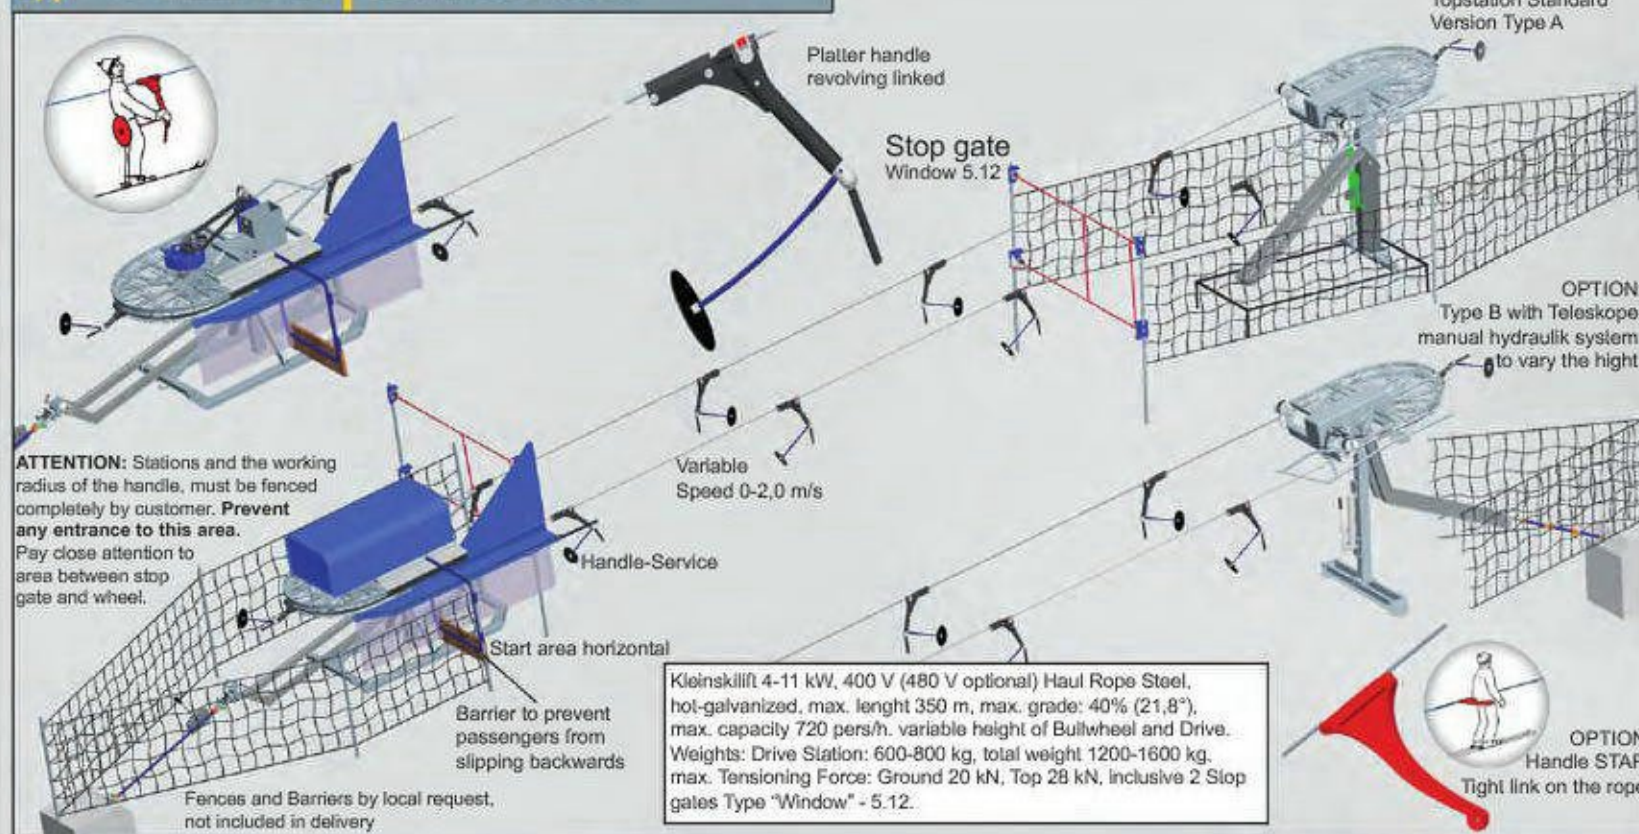 Platter handle
revolving linked
Version Type A
Stop gate
Window 5.12
OPTION
Type B with Teleskope
manual hydraulik system
to vary the hight
ATTENTION: Stations and the working
radius of the handle, must be fenced
completely by customer. Prevent
any entrance to this area.
Pay close attention to
area between stop
gate and wheel.
Variable
Speed 0-2,0 m/s
Handle-Service
Start area horizontal
Barrier to prevent
passengers from
slipping backwards
Fences and Barriers by local request,
not included in delivery
Kleinskilift 4-11 kW, 400 V (480 V optional) Haul Rope Steel,
hot-galvanized, max. lenght 350 m, max. grade: 40% (21,8°),
max. capacity 720 pers/h. variable height of Bullwheel and Drive.
Weights: Drive Station: 600-800 kg, total weight 1200-1600 kg.
max. Tensioning Force: Ground 20 kN, Top 28 kN, inclusive 2 Stop
gates Type "Window" - 5.12.
OPTION
Handle STAR
Tight link on the rope